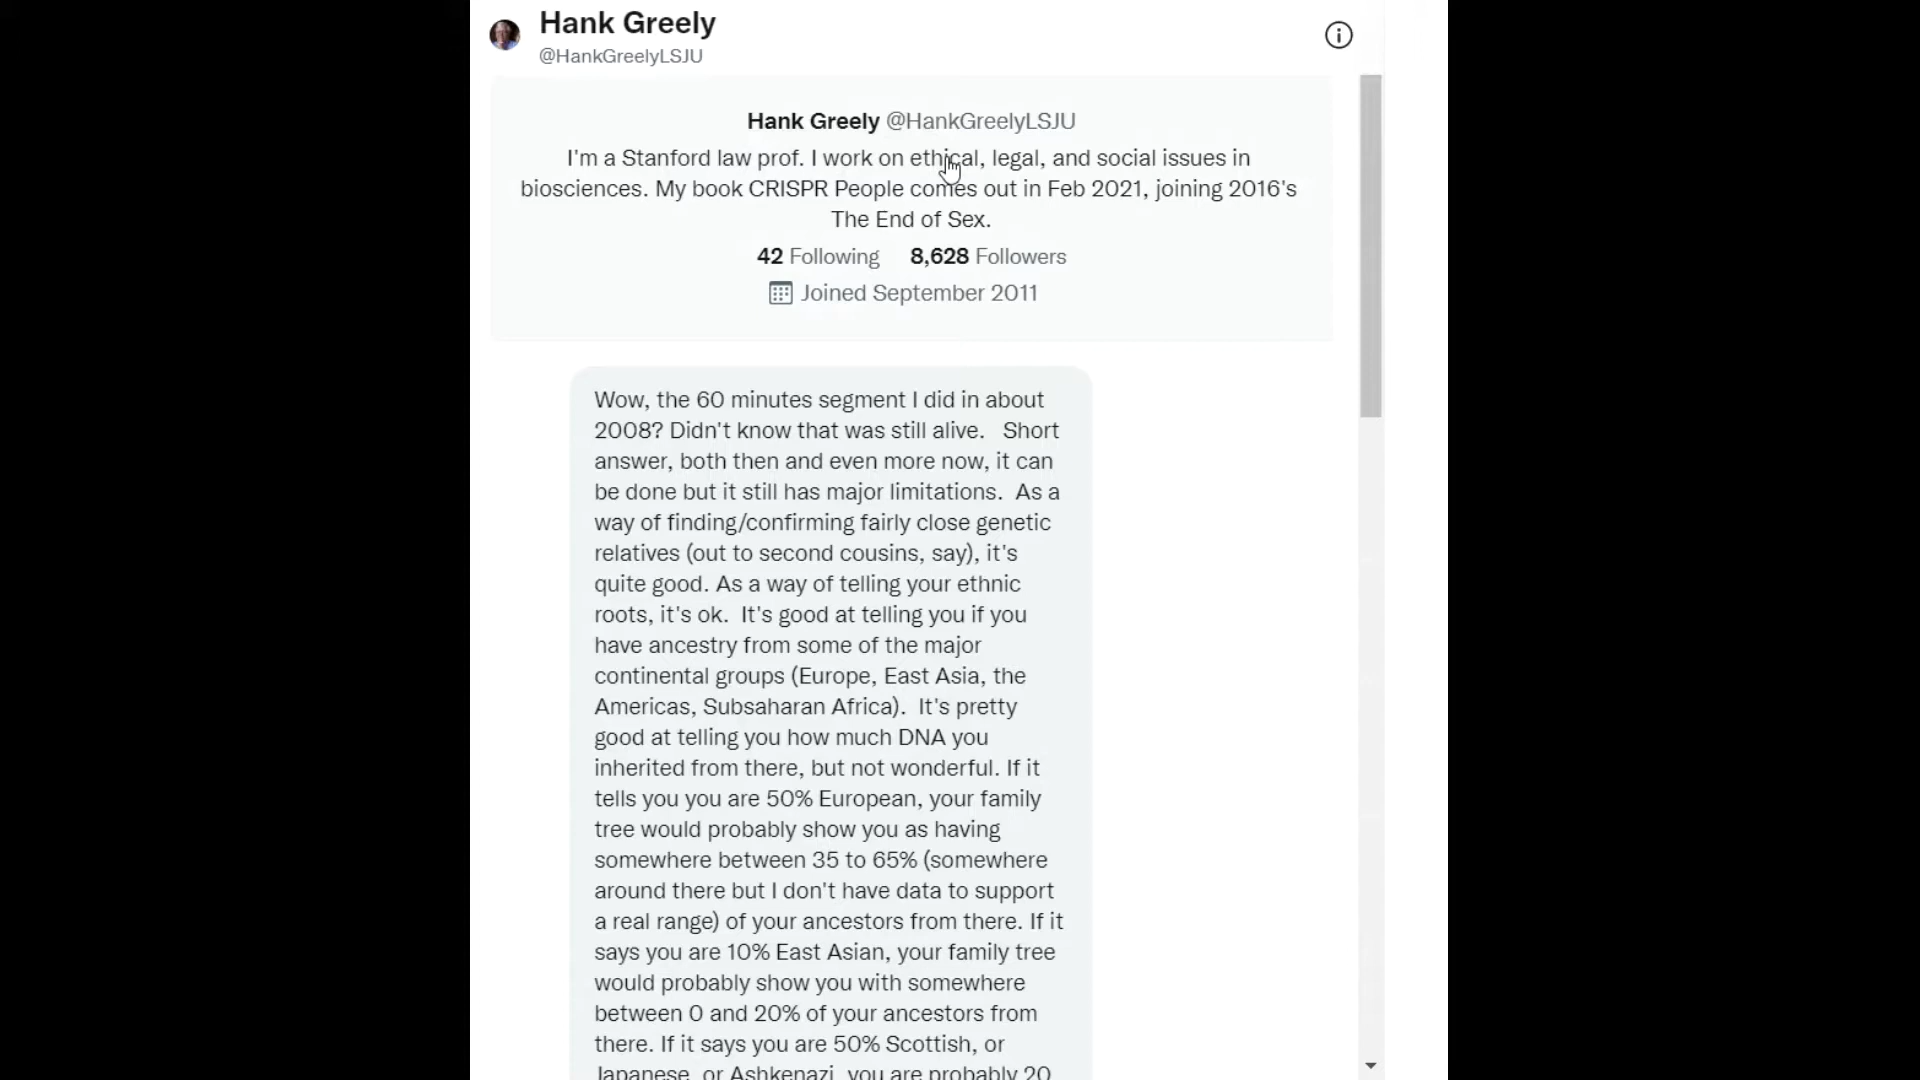 Hank Greely
@HankGreelyLSJU
Hank Greely @HankGreelyLSJU
I'm a Stanford law prof. I work on ethical, legal, and social issues in
biosciences. My book CRISPR People comes out in Feb 2021, joining 2016's
The End of Sex.
42 Following 8,628 Followers
Joined September 2011
Wow, the 60 minutes segment I did in about
2008? Didn't know that was still alive. Short
answer, both then and even more now, it can
be done but it still has major limitations. As a
way of finding/confirming fairly close genetic
relatives (out to second cousins, say), it's
quite good. As a way of telling your ethnic
roots, it's ok. It's good at telling you if you
have ancestry from some of the major
continental groups (Europe, East Asia, the
Americas, Subsaharan Africa). It's pretty
good at telling you how much DNA you
inherited from there, but not wonderful. If it
tells you you are 50% European, your family
tree would probably show you as having
somewhere between 35 to 65% (somewhere
around there but I don't have data to support
a real range) of your ancestors from there. If it
says you are 10% East Asian, your family tree
would probably show you with somewhere
between 0 and 20% of your ancestors from
there. If it says you are 50% Scottish, or
Japanese, or Ashkenazi, you are probably 20